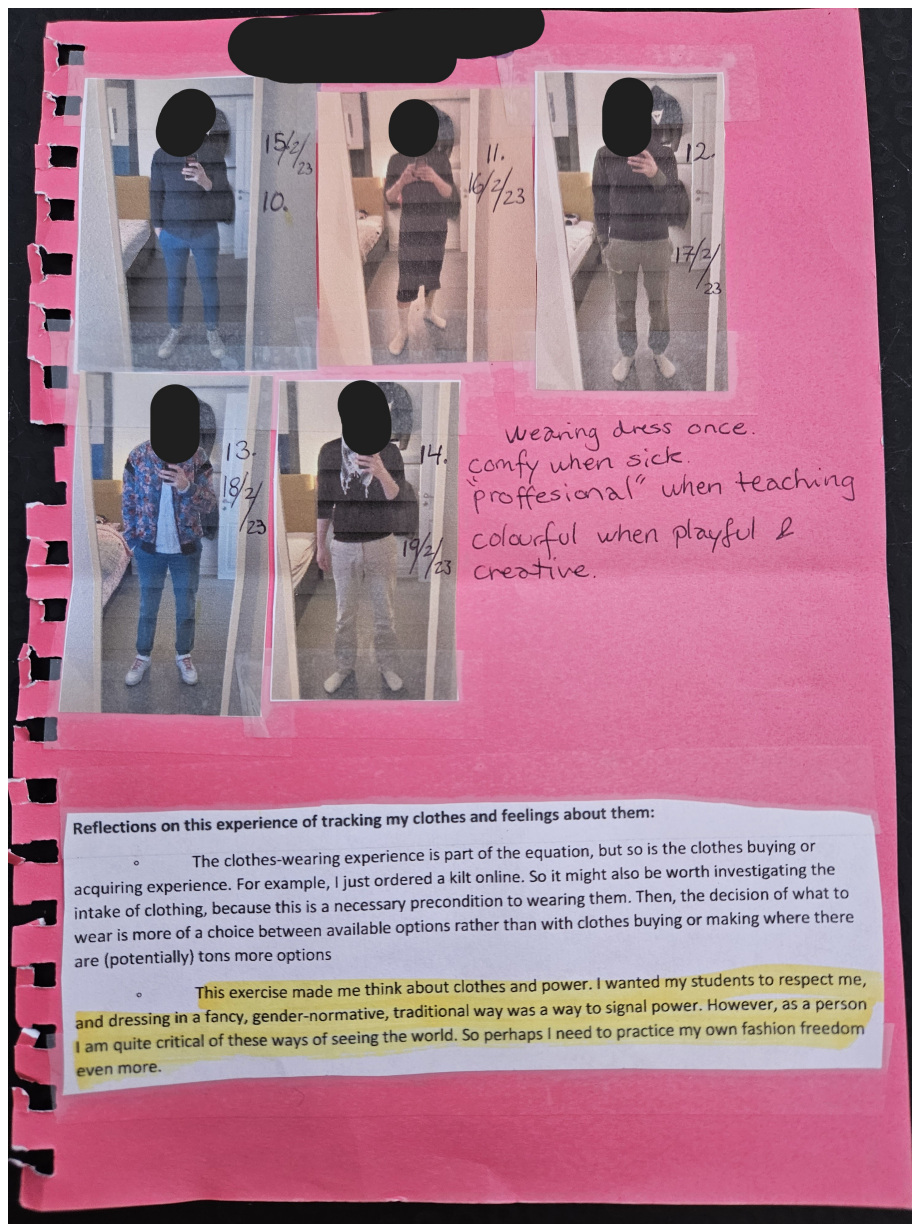 15/2/23
10.
11.
16/2/23
12.
17/2/23
13.
18/2/23
14.
19/2/23
Wearing dress once.
comfy when sick.
"proffesional" when teaching
colourful when playful &
creative.
Reflections on this experience of tracking my clothes and feelings about them:
The clothes-wearing experience is part of the equation, but so is the clothes buying or
acquiring experience. For example, I just ordered a kilt online. So it might also be worth investigating the
intake of clothing, because this is a necessary precondition to wearing them. Then, the decision of what to
wear is more of a choice between available options rather than with clothes buying or making where there
are (potentially) tons more options
This exercise made me think about clothes and power. I wanted my students to respect me,
and dressing in a fancy, gender-normative, traditional way was a way to signal power. However, as a person
I am quite critical of these ways of seeing the world. So perhaps I need to practice my own fashion freedom
even more.